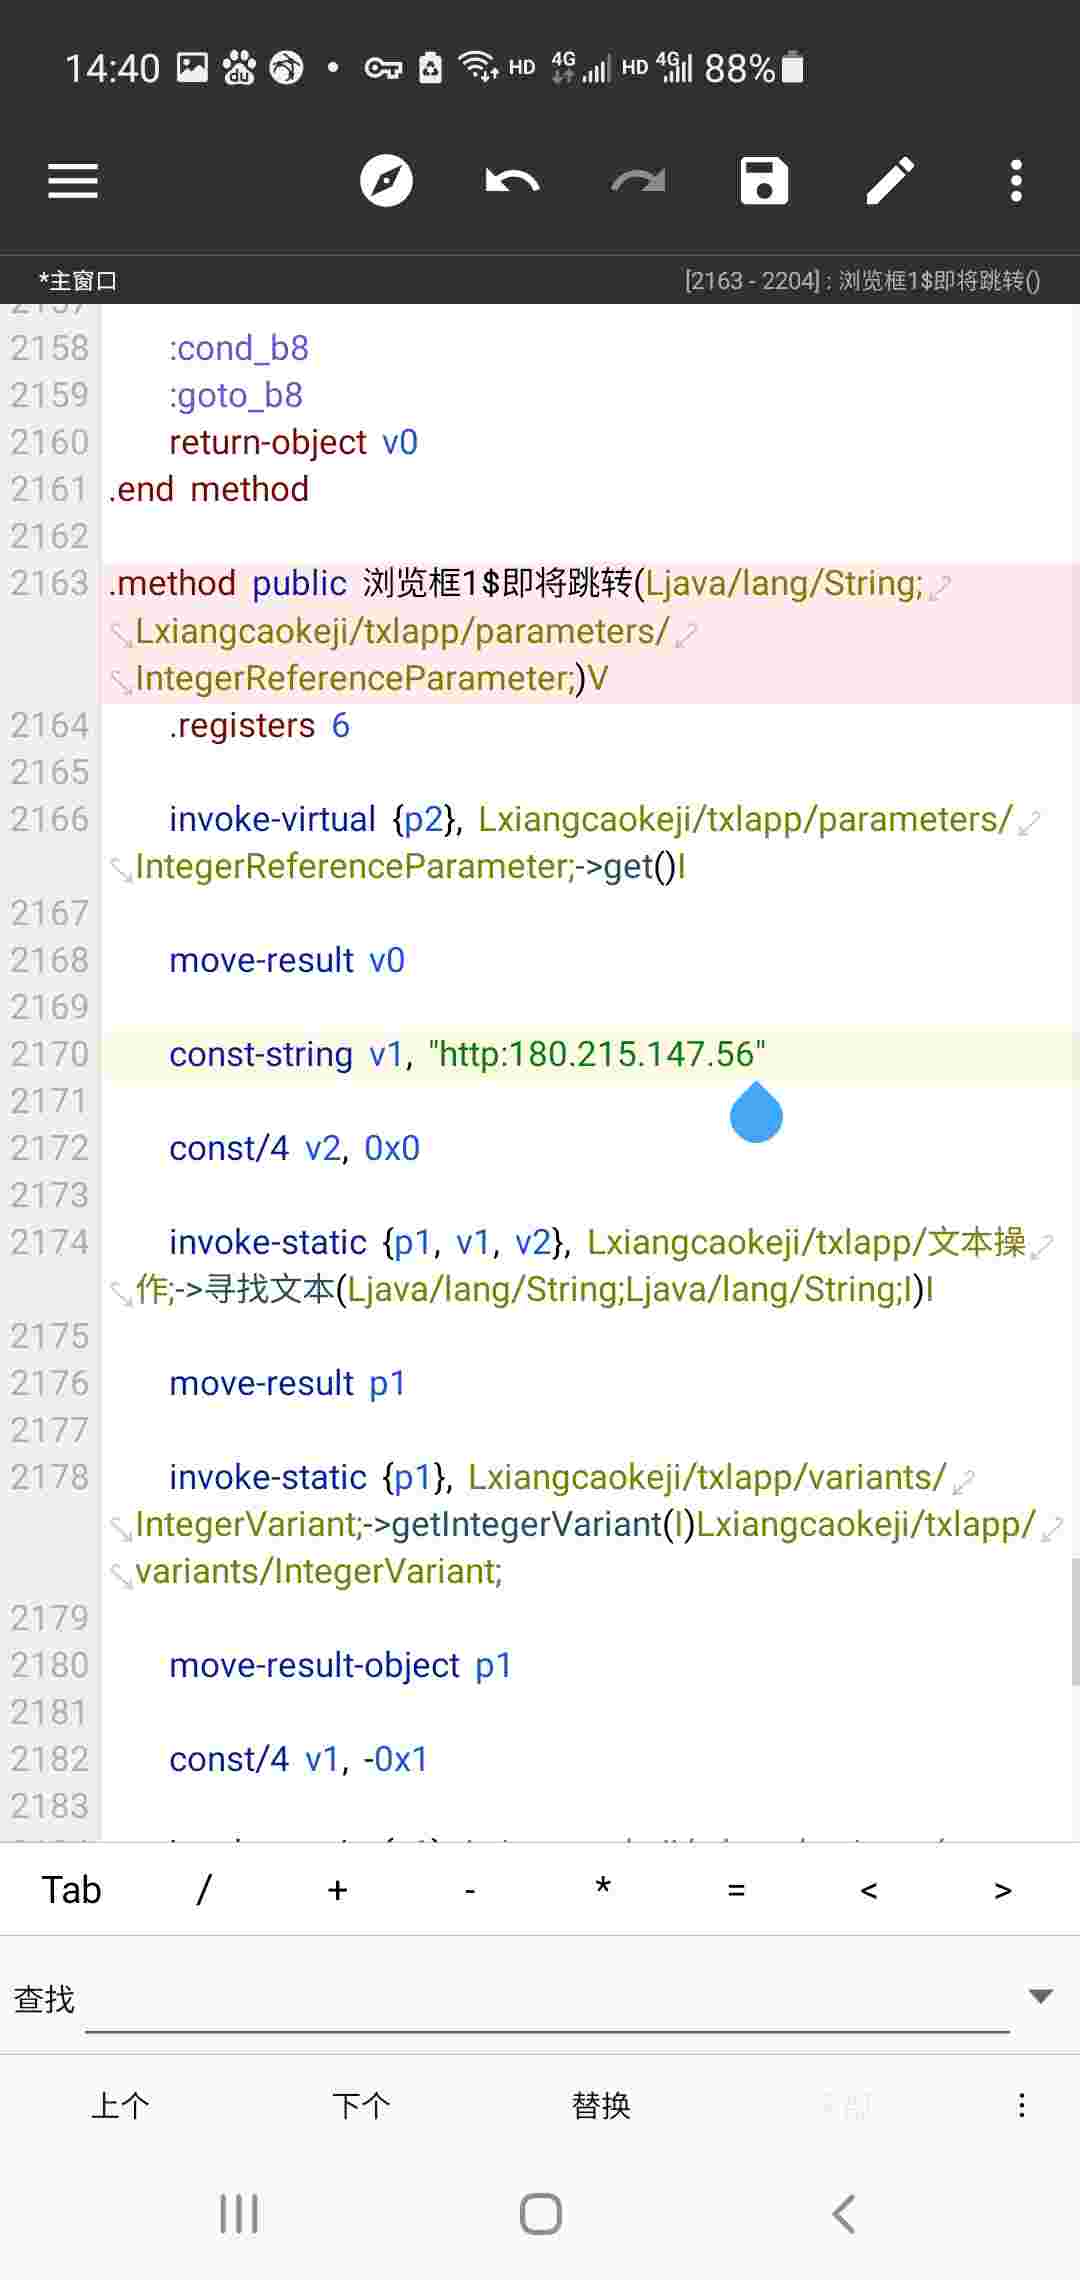 14:40 HD 4G HD 4G 88%
*主窗口 [2163 - 2204] : 浏览框1$即将跳转()
2157
2158 :cond_b8
2159 :goto_b8
2160 return-object v0
2161 .end method
2162
2163 .method public 浏览框1$即将跳转(Ljava/lang/String;
Lxiangcaokeji/txlapp/parameters/
IntegerReferenceParameter;)V
2164 .registers 6
2165
2166 invoke-virtual {p2}, Lxiangcaokeji/txlapp/parameters/
IntegerReferenceParameter;->get()I
2167
2168 move-result v0
2169
2170 const-string v1, "http:180.215.147.56"
2171
2172 const/4 v2, 0x0
2173
2174 invoke-static {p1, v1, v2}, Lxiangcaokeji/txlapp/文本操
作;->寻找文本(Ljava/lang/String;Ljava/lang/String;I)I
2175
2176 move-result p1
2177
2178 invoke-static {p1}, Lxiangcaokeji/txlapp/variants/
IntegerVariant;->getIntegerVariant(I)Lxiangcaokeji/txlapp/
variants/IntegerVariant;
2179
2180 move-result-object p1
2181
2182 const/4 v1, -0x1
2183
Tab / + - * = < >
查找
上个 下个 替换